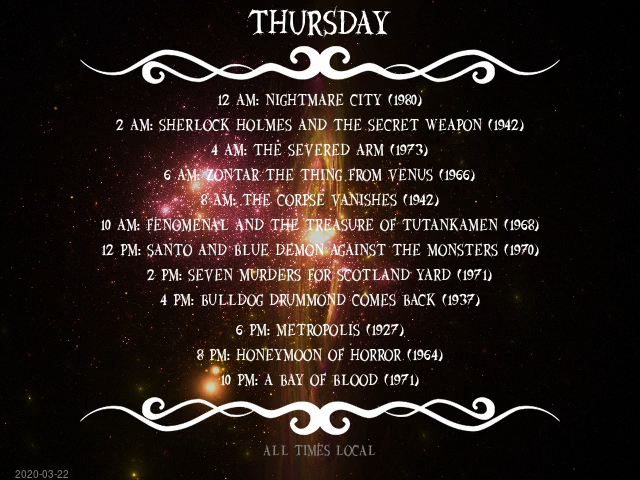 THURSDAY
12 AM: NIGHTMARE CITY (1980)
2 AM: SHERLOCK HOLMES AND THE SECRET WEAPON (1942)
4 AM: THE SEVERED ARM (1973)
6 AM: ZONTAR THE THING FROM VENUS (1966)
8 AM: THE CORPSE VANISHES (1942)
10 AM: FENOMENAL AND THE TREASURE OF TUTANKAMEN (1968)
12 PM: SANTO AND BLUE DEMON AGAINST THE MONSTERS (1970)
2 PM: SEVEN MURDERS FOR SCOTLAND YARD (1971)
4 PM: BULLDOG DRUMMOND COMES BACK (1937)
6 PM: METROPOLIS (1927)
8 PM: HONEYMOON OF HORROR (1964)
10 PM: A BAY OF BLOOD (1971)
ALL TIMES LOCAL
2020-03-22